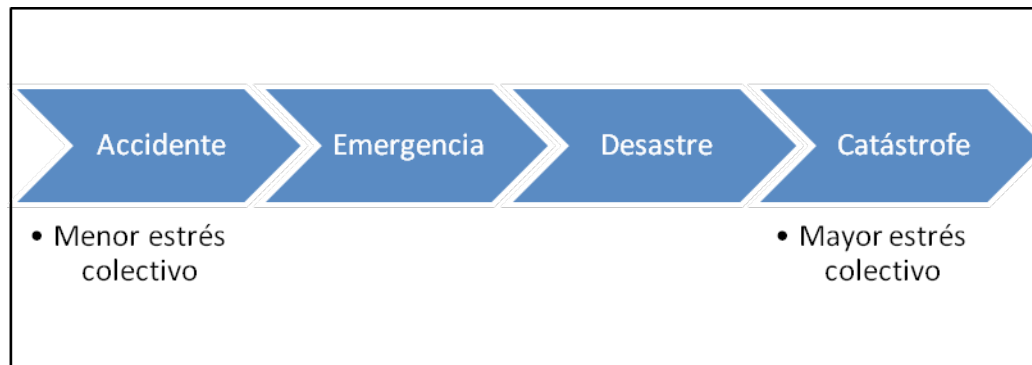 Accidente
Emergencia
Desastre
Catástrofe
• Menor estrés
colectivo
• Mayor estrés
colectivo